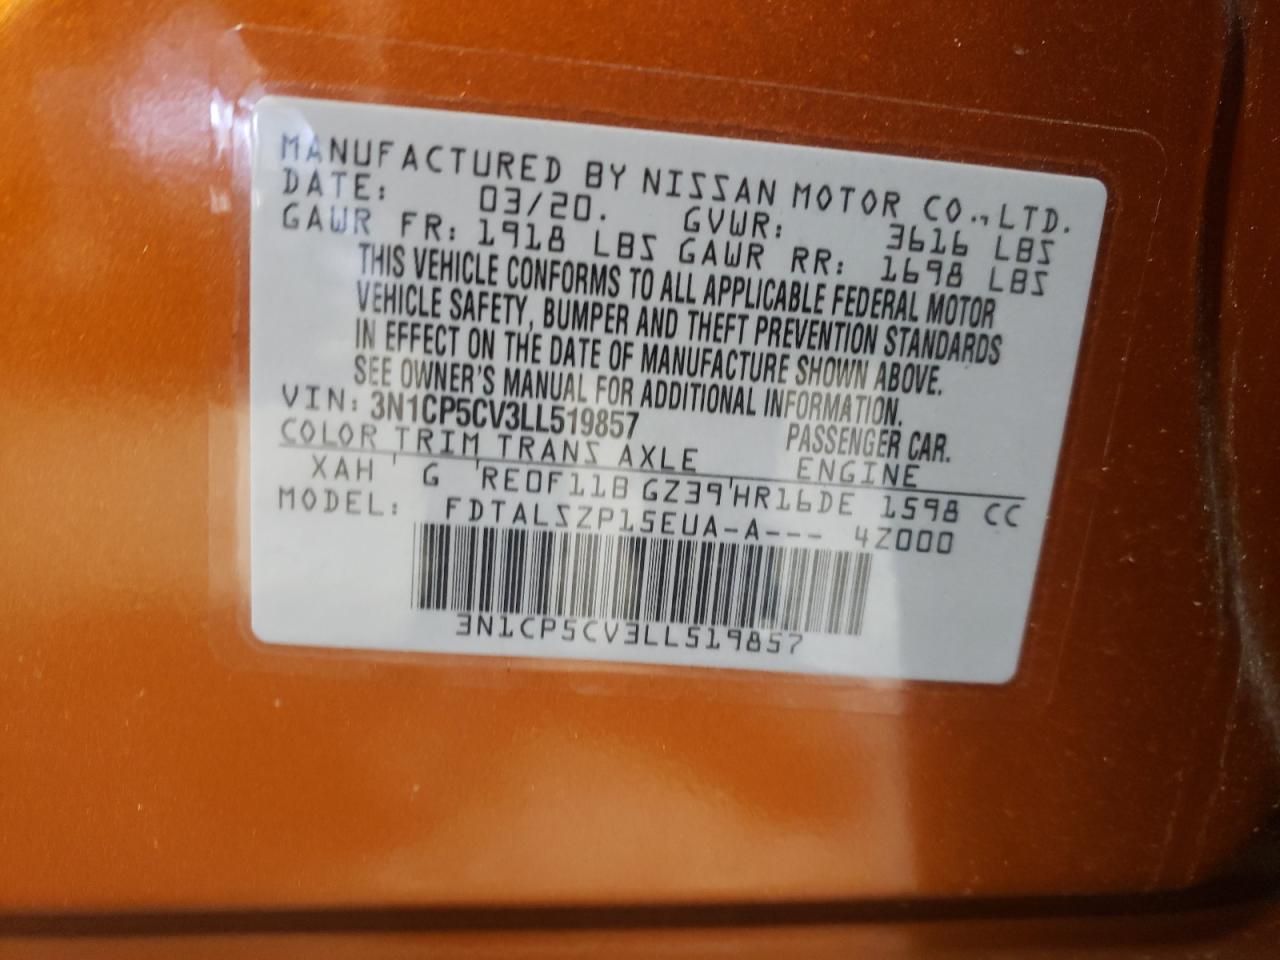 MANUFACTURED BY NISSAN MOTOR CO.,LTD.
DATE: 03/20. GVWR: 3616 LBS
GAWR FR: 1918 LBS GAWR RR: 1698 LBS
THIS VEHICLE CONFORMS TO ALL APPLICABLE FEDERAL MOTOR
VEHICLE SAFETY, BUMPER AND THEFT PREVENTION STANDARDS
IN EFFECT ON THE DATE OF MANUFACTURE SHOWN ABOVE.
SEE OWNER'S MANUAL FOR ADDITIONAL INFORMATION.
VIN: 3N1CP5CV3LL519857 PASSENGER CAR.
COLOR TRIM TRANS AXLE ENGINE
XAH G RE0F11B GZ39 HR16DE 1598 CC
MODEL: FDTALSZP15EUA-A--- 4Z000
3N1CP5CV3LL519857